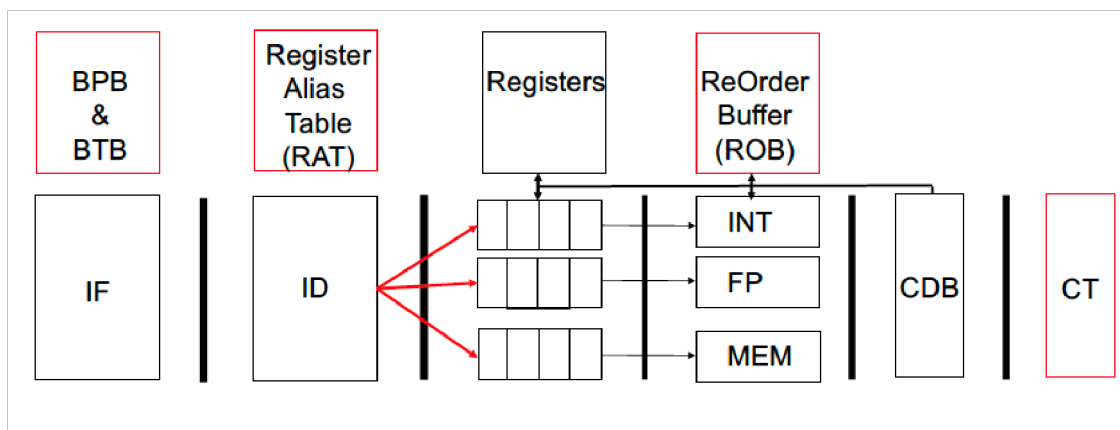 BPB
&
BTB
Register
Alias
Table
(RAT)
Registers
ReOrder
Buffer
(ROB)
IF
ID
INT
FP
MEM
CDB
CT